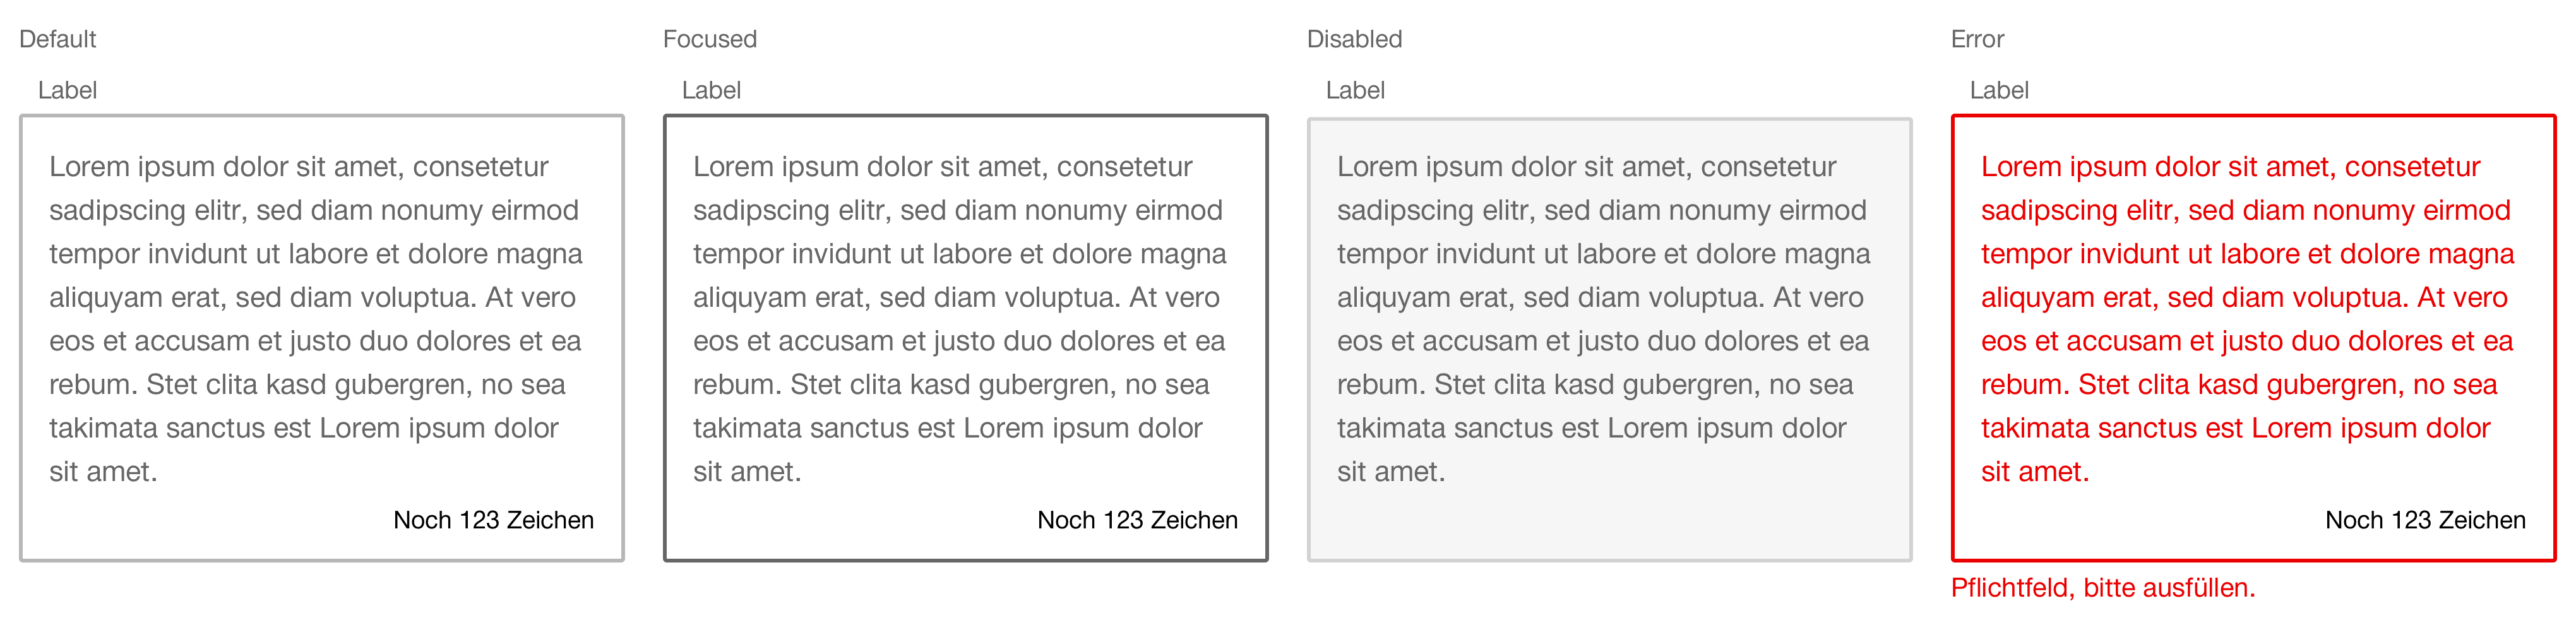 Default
Label
Lorem ipsum dolor sit amet, consetetur
sadipscing elitr, sed diam nonumy eirmod
tempor invidunt ut labore et dolore magna
aliquyam erat, sed diam voluptua. At vero
eos et accusam et justo duo dolores et ea
rebum. Stet clita kasd gubergren, no sea
takimata sanctus est Lorem ipsum dolor
sit amet.
Noch 123 Zeichen
Focused
Label
Lorem ipsum dolor sit amet, consetetur
sadipscing elitr, sed diam nonumy eirmod
tempor invidunt ut labore et dolore magna
aliquyam erat, sed diam voluptua. At vero
eos et accusam et justo duo dolores et ea
rebum. Stet clita kasd gubergren, no sea
takimata sanctus est Lorem ipsum dolor
sit amet.
Noch 123 Zeichen
Disabled
Label
Lorem ipsum dolor sit amet, consetetur
sadipscing elitr, sed diam nonumy eirmod
tempor invidunt ut labore et dolore magna
aliquyam erat, sed diam voluptua. At vero
eos et accusam et justo duo dolores et ea
rebum. Stet clita kasd gubergren, no sea
takimata sanctus est Lorem ipsum dolor
sit amet.
Error
Label
Lorem ipsum dolor sit amet, consetetur
sadipscing elitr, sed diam nonumy eirmod
tempor invidunt ut labore et dolore magna
aliquyam erat, sed diam voluptua. At vero
eos et accusam et justo duo dolores et ea
rebum. Stet clita kasd gubergren, no sea
takimata sanctus est Lorem ipsum dolor
sit amet.
Noch 123 Zeichen
Pflichtfeld, bitte ausfüllen.